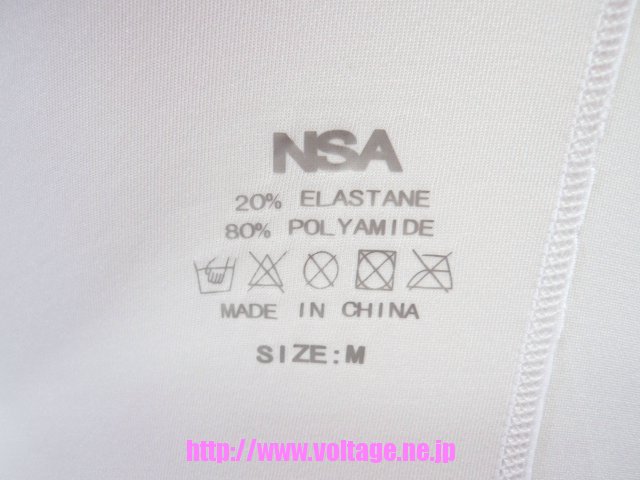 NSA
20% ELASTANE
80% POLYAMIDE
MADE IN CHINA
SIZE:M
http://www.voltage.ne.jp